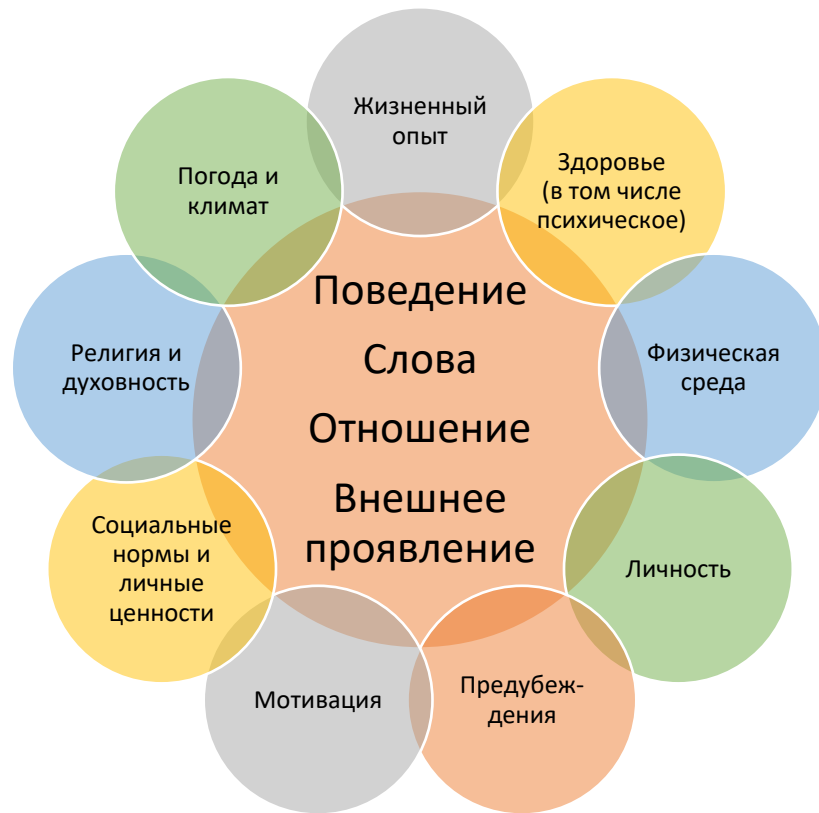 Жизненный
опыт
Здоровье
(в том числе
психическое)
Физическая
среда
Личность
Предубеж-
дения
Мотивация
Социальные
нормы и
личные
ценности
Религия и
духовность
Погода и
климат
Поведение
Слова
Отношение
Внешнее
проявление